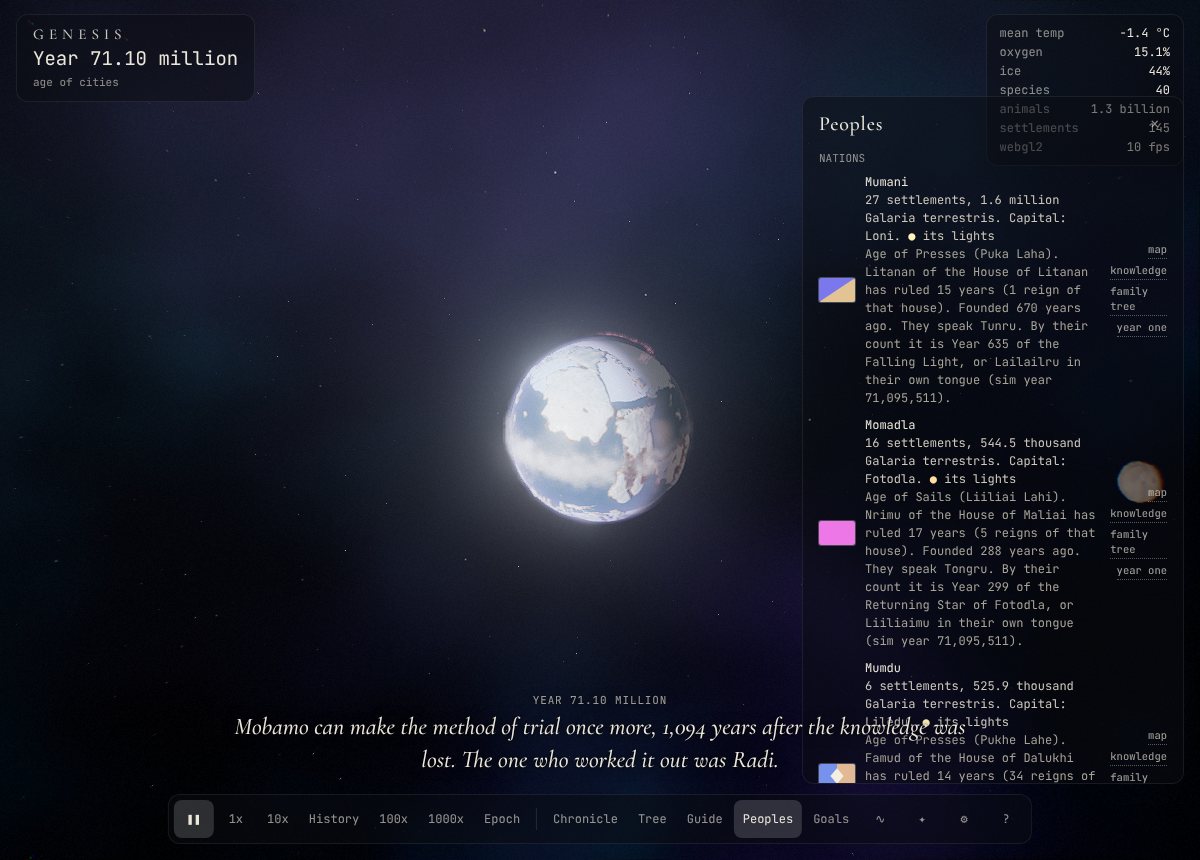 GENESIS
Year 71.10 million
age of cities
mean temp -1.4 °C
oxygen 15.1%
ice 44%
species 40
animals 1.3 billion
settlements 145
webgl2 10 fps
Peoples
×
NATIONS
Mumani
27 settlements, 1.6 million
Galaria terrestris. Capital:
Loni. ● its lights
Age of Presses (Puka Laha).
Litanan of the House of Litanan
has ruled 15 years (1 reign of
that house). Founded 670 years
ago. They speak Tunru. By their
count it is Year 635 of the
Falling Light, or Lailailru in
their own tongue (sim year
71,095,511).
map
knowledge
family
tree
year one
Momadla
16 settlements, 544.5 thousand
Galaria terrestris. Capital:
Fotodla. ● its lights
Age of Sails (Liiliai Lahi).
Nrimu of the House of Maliai has
ruled 17 years (5 reigns of that
house). Founded 288 years ago.
They speak Tongru. By their
count it is Year 299 of the
Returning Star of Fotodla, or
Liiliaimu in their own tongue
(sim year 71,095,511).
map
knowledge
family
tree
year one
Mumdu
6 settlements, 525.9 thousand
Galaria terrestris. Capital:
● its lights
Age of Presses (Pukhe Lahe).
Famud of the House of Dalukhi
has ruled 14 years (34 reigns of
map
knowledge
family
YEAR 71.10 MILLION
Mobamo can make the method of trial once more, 1,094 years after the knowledge was
lost. The one who worked it out was Radi.
1x 10x History 100x 1000x Epoch Chronicle Tree Guide Peoples Goals ∿ ✦ ⚙ ?